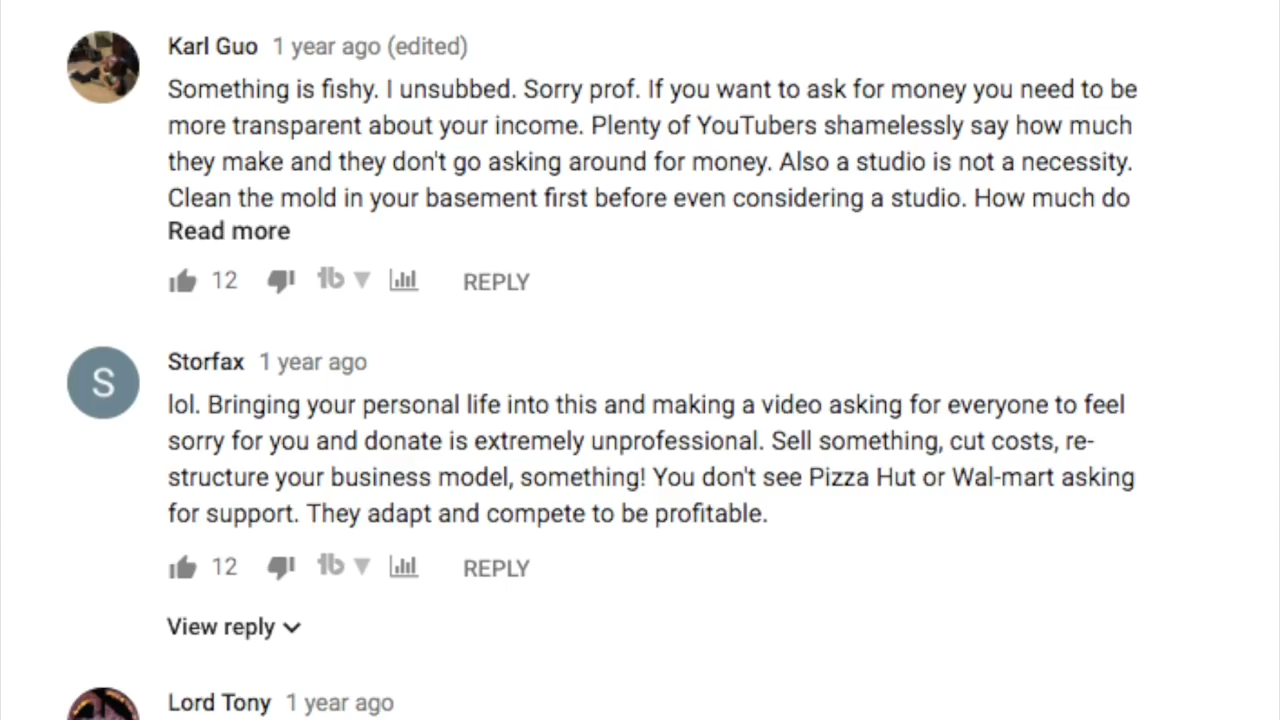 Karl Guo 1 year ago (edited)
Something is fishy. I unsubbed. Sorry prof. If you want to ask for money you need to be
more transparent about your income. Plenty of YouTubers shamelessly say how much
they make and they don't go asking around for money. Also a studio is not a necessity.
Clean the mold in your basement first before even considering a studio. How much do
Read more
12 tb REPLY
S
Storfax 1 year ago
lol. Bringing your personal life into this and making a video asking for everyone to feel
sorry for you and donate is extremely unprofessional. Sell something, cut costs, re-
structure your business model, something! You don't see Pizza Hut or Wal-mart asking
for support. They adapt and compete to be profitable.
12 tb REPLY
View reply
Lord Tony 1 year ago